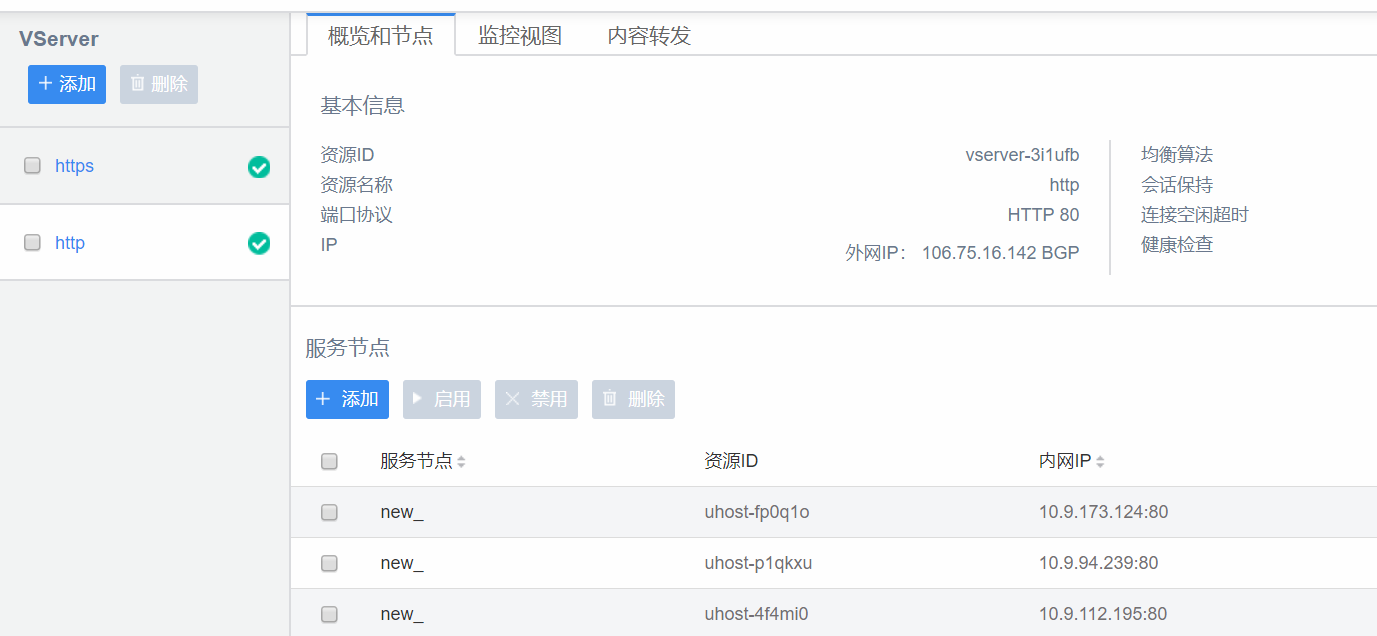 VServer
添加 删除
https
http
概览和节点 监控视图 内容转发
基本信息
资源ID vserver-3i1ufb
资源名称 http
端口协议 HTTP 80
IP 外网IP： 106.75.16.142 BGP
均衡算法
会话保持
连接空闲超时
健康检查
服务节点
添加 启用 禁用 删除
服务节点 资源ID 内网IP
new_ uhost-fp0q1o 10.9.173.124:80
new_ uhost-p1qkxu 10.9.94.239:80
new_ uhost-4f4mi0 10.9.112.195:80